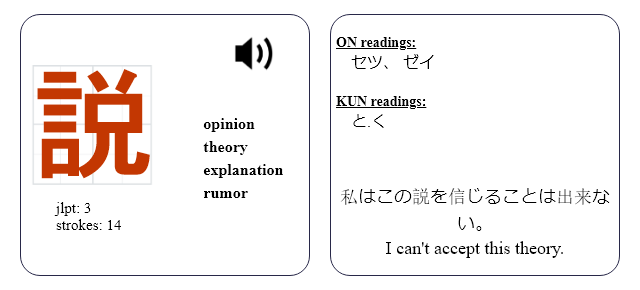 説
opinion
theory
explanation
rumor
jlpt: 3
strokes: 14
ON readings:
セツ、 ゼイ
KUN readings:
と.く
私はこの説を信じることは出来な
い。
I can't accept this theory.